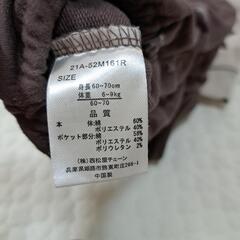 21A-52M161R
SIZE
身長60~70cm
体重 6~9kg
60-70
品質
本体:綿 60%
ポリエステル 40%
ポケット部分:綿 58%
ポリエステル 40%
ポリウレタン 2%
(株)西松屋チェーン
兵庫県姫路市飾東町庄266-1
中国製